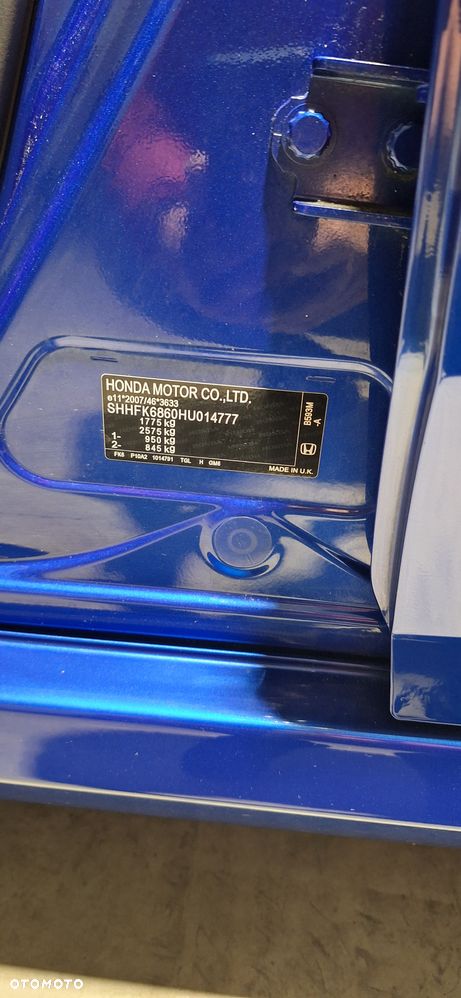 HONDA MOTOR CO.,LTD.
e11*2007/46*3633
SHHFK6860HU014777
1775 kg
2575 kg
1- 950 kg
2- 845 kg
FK6 P10A2 1014791 TGL H GM6
B593M
-A
MADE IN U.K.
OTOMOTO